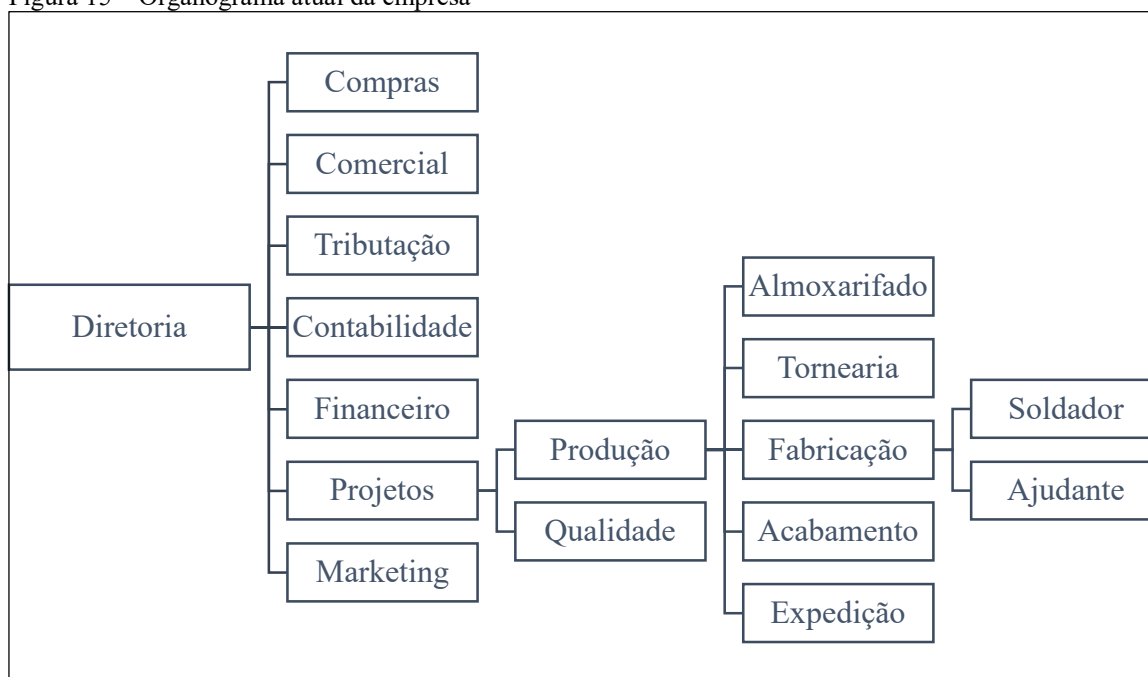 Figura 15 – Organograma atual da empresa
Compras
Comercial
Tributação
Contabilidade
Financeiro
Projetos
Marketing
Diretoria
Produção
Qualidade
Almoxarifado
Tornearia
Fabricação
Acabamento
Expedição
Soldador
Ajudante